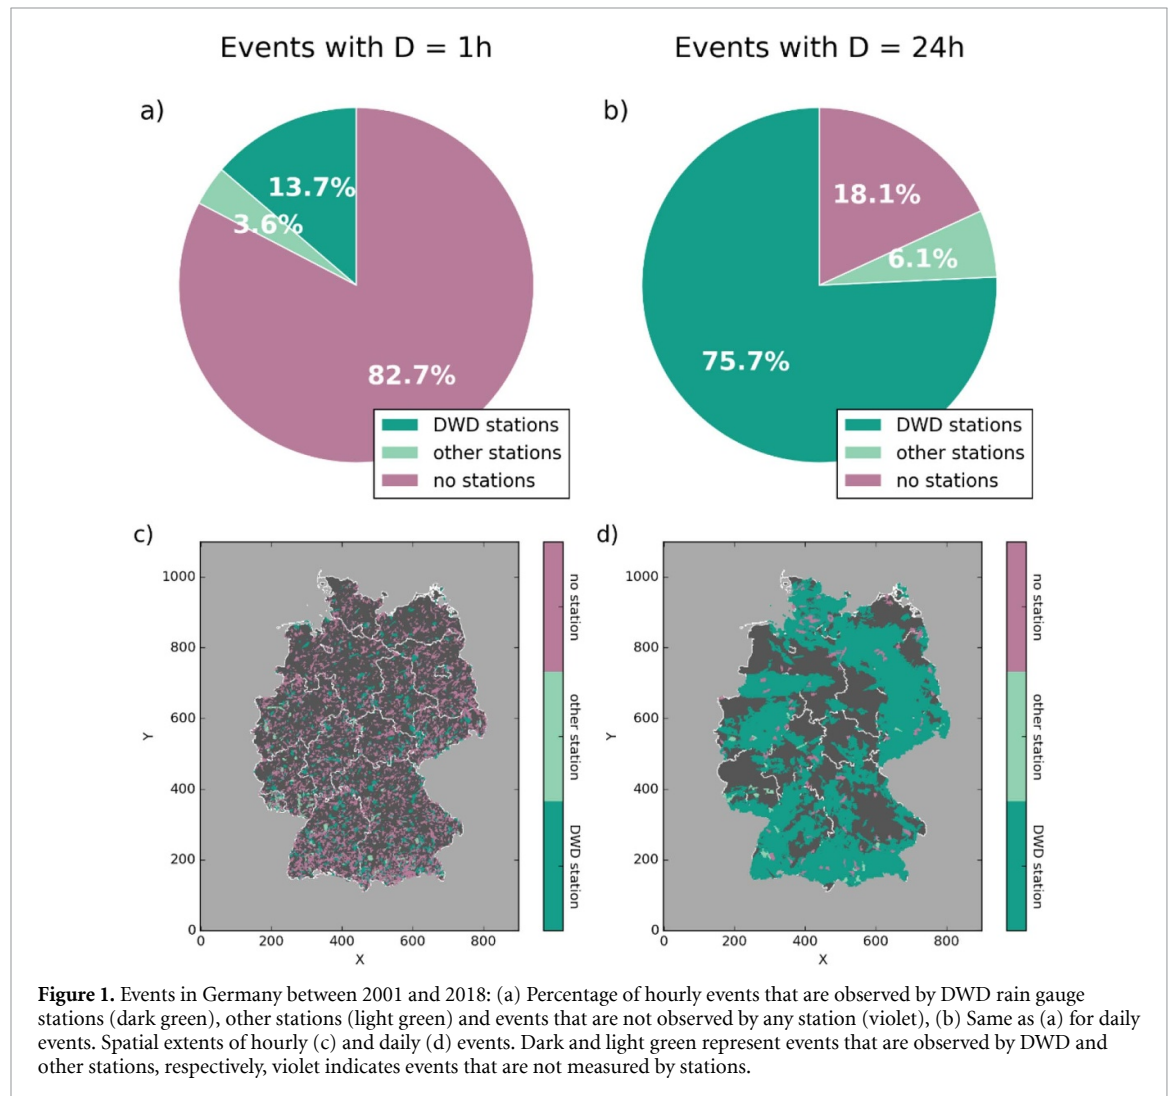 Events with D = 1h
Events with D = 24h
a)
13.7%
3.6%
82.7%
DWD stations
other stations
no stations
b)
18.1%
6.1%
75.7%
DWD stations
other stations
no stations
c)
1000
800
600
400
200
0
Y
0 200 400 600 800
X
no station
other station
DWD station
d)
1000
800
600
400
200
0
Y
200 400 600 800
X
no station
other station
DWD station
Figure 1. Events in Germany between 2001 and 2018: (a) Percentage of hourly events that are observed by DWD rain gauge
stations (dark green), other stations (light green) and events that are not observed by any station (violet), (b) Same as (a) for daily
events. Spatial extents of hourly (c) and daily (d) events. Dark and light green represent events that are observed by DWD and
other stations, respectively, violet indicates events that are not measured by stations.